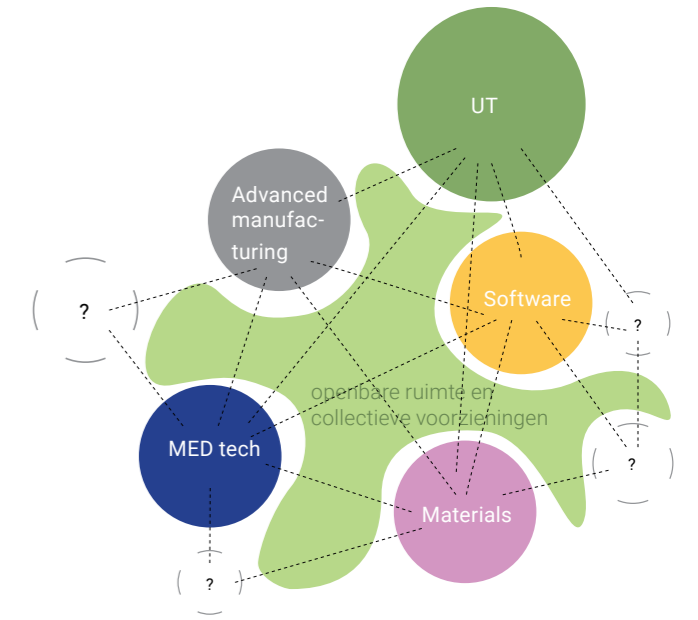 UT
Advanced
manufac-
turing
Software
?
?
openbare ruimte en
collectieve voorzieningen
MED tech
?
Materials
?